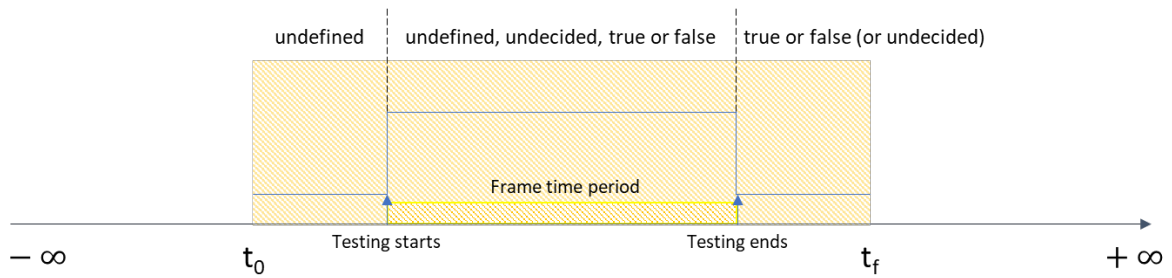 undefined
undefined, undecided, true or false
true or false (or undecided)
Frame time period
Testing starts
Testing ends
− ∞
t₀
t_f
+ ∞